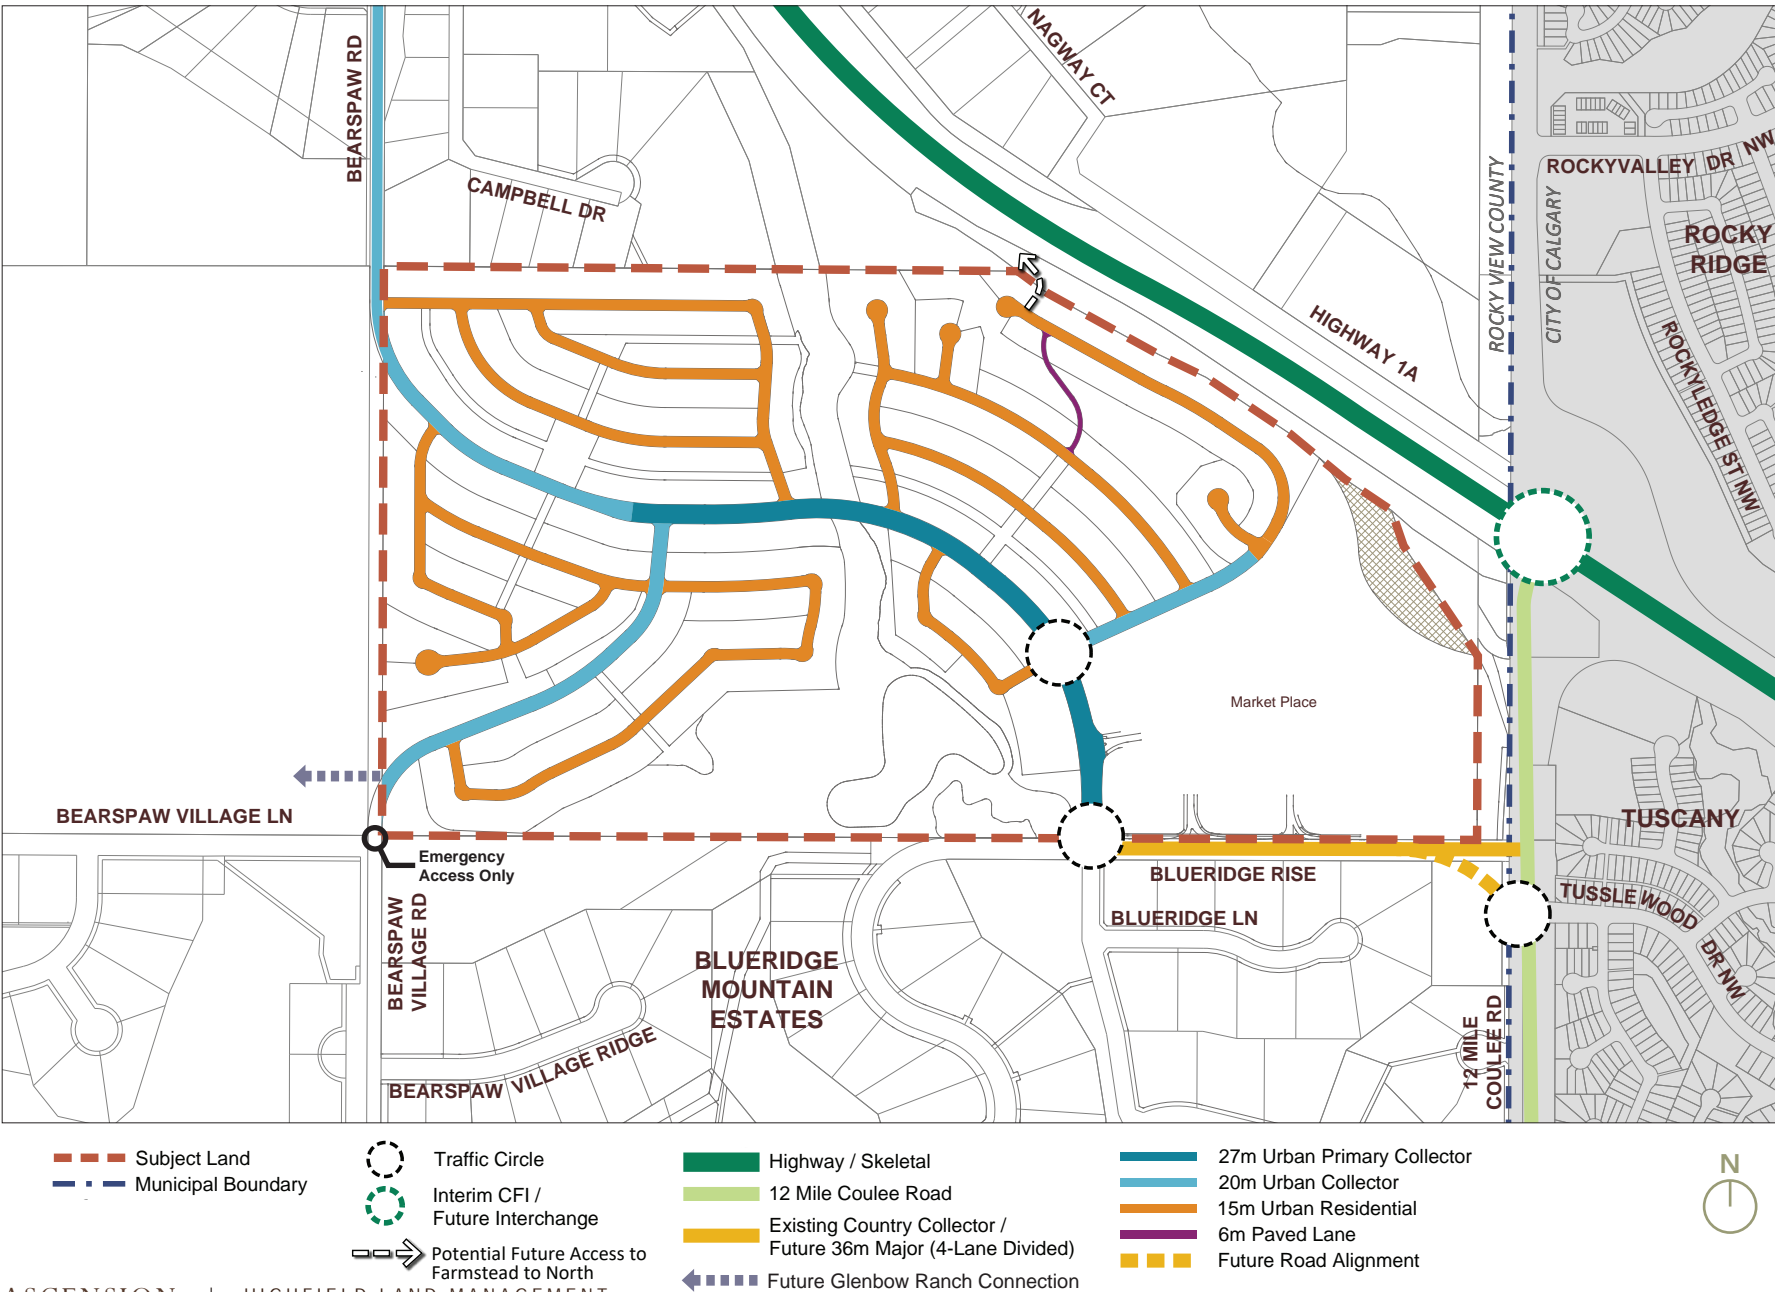 BEARSPAW RD
NAGWAY CT
CAMPBELL DR
ROCKYVALLEY DR NW
ROCKY VIEW COUNTY
CITY OF CALGARY
ROCKY
RIDGE
HIGHWAY 1A
ROCKYLEDGE ST NW
Market Place
BEARSPAW VILLAGE LN
TUSCANY
Emergency
Access Only
BLUERIDGE RISE
BLUERIDGE LN
TUSSLEWOOD DR NW
BEARSPAW
VILLAGE RD
BLUERIDGE
MOUNTAIN
ESTATES
12 MILE
COULEE RD
BEARSPAW VILLAGE RIDGE
Subject Land
Municipal Boundary
Traffic Circle
Interim CFI /
Future Interchange
Potential Future Access to
Farmstead to North
Highway / Skeletal
12 Mile Coulee Road
Existing Country Collector /
Future 36m Major (4-Lane Divided)
Future Glenbow Ranch Connection
27m Urban Primary Collector
20m Urban Collector
15m Urban Residential
6m Paved Lane
Future Road Alignment
N
ASCENSION | HIGHFIELD LAND MANAGEMENT